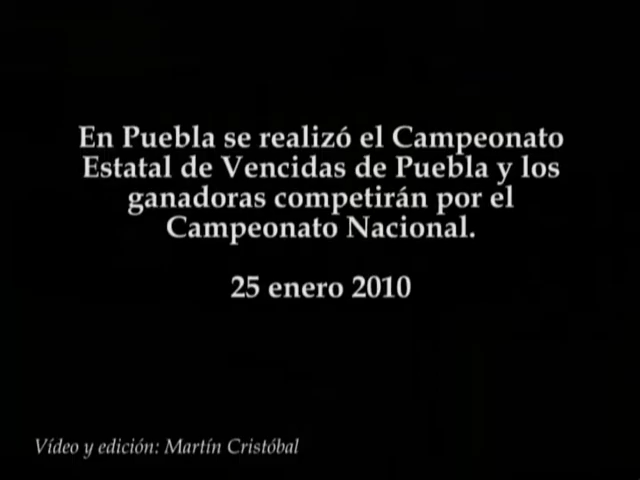 En Puebla se realizó el Campeonato
Estatal de Vencidas de Puebla y los
ganadoras competirán por el
Campeonato Nacional.
25 enero 2010
Vídeo y edición: Martín Cristóbal